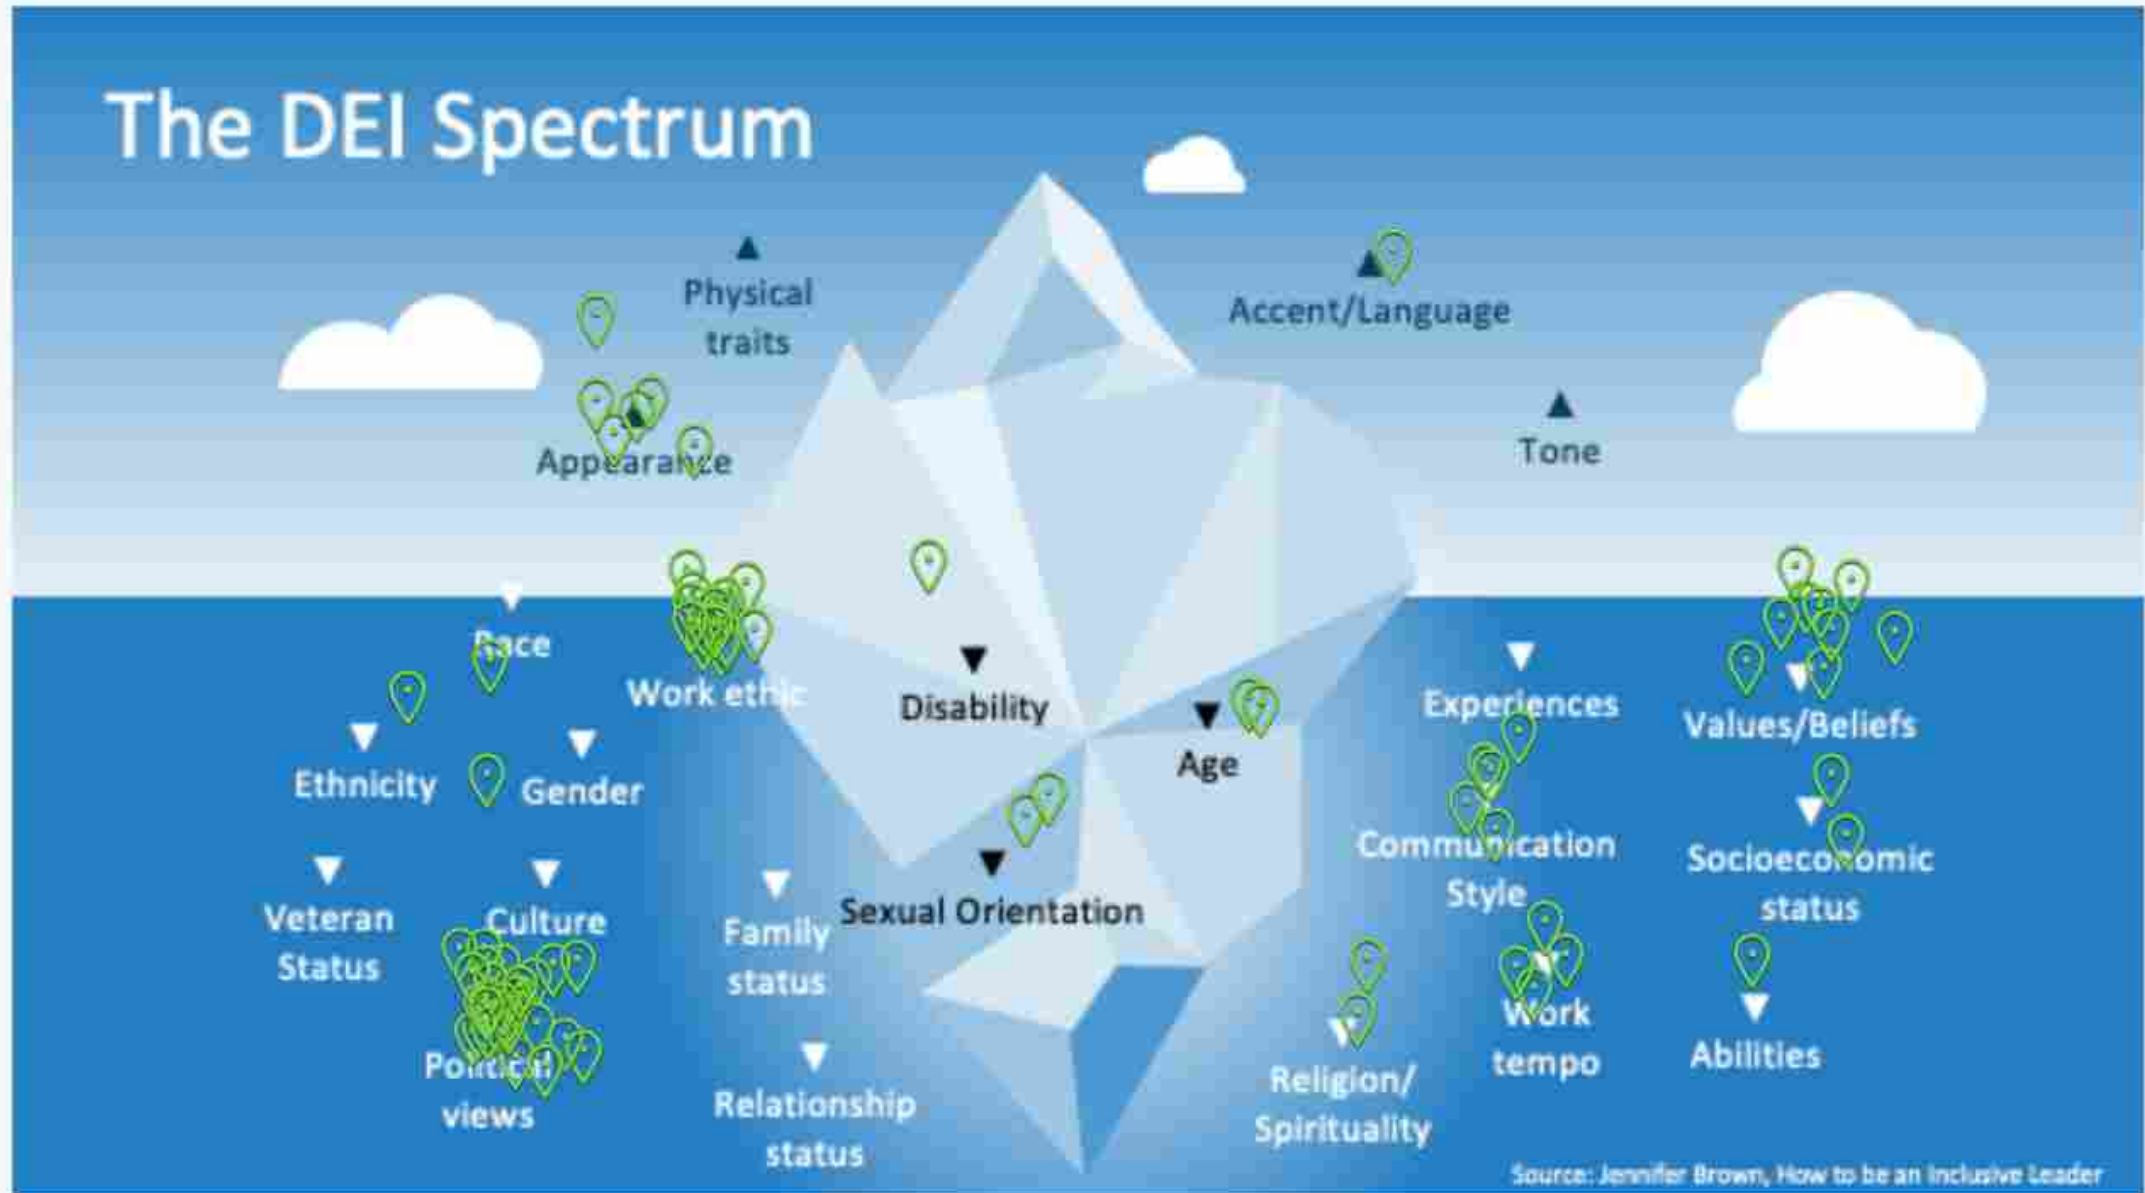 The DEI Spectrum
Physical
traits
Accent/Language
Appearance
Tone
Race
Work ethic
Disability
Experiences
Values/Beliefs
Ethnicity
Gender
Age
Communication
Style
Socioeconomic
status
Veteran
Status
Culture
Family
status
Sexual Orientation
Work
tempo
Abilities
Political
views
Relationship
status
Religion/
Spirituality
Source: Jennifer Brown, How to be an Inclusive Leader